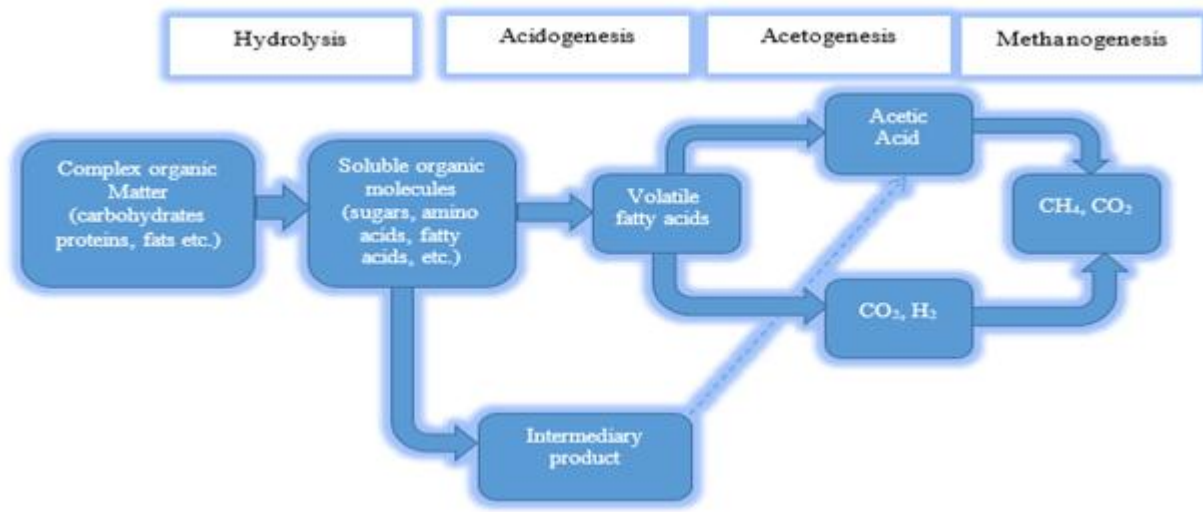 Hydrolysis
Acidogenesis
Acetogenesis
Methanogenesis
Complex organic
Matter
(carbohydrates
proteins, fats etc.)
Soluble organic
molecules
(sugars, amino
acids, fatty
acids, etc.)
Volatile
fatty acids
Acetic
Acid
CH₄, CO₂
CO₂, H₂
Intermediary
product